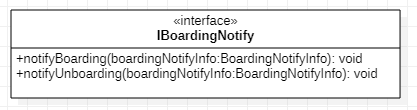 «interface»
IBoardingNotify
+notifyBoarding(boardingNotifyInfo:BoardingNotifyInfo): void
+notifyUnboarding(boardingNotifyInfo:BoardingNotifyInfo): void